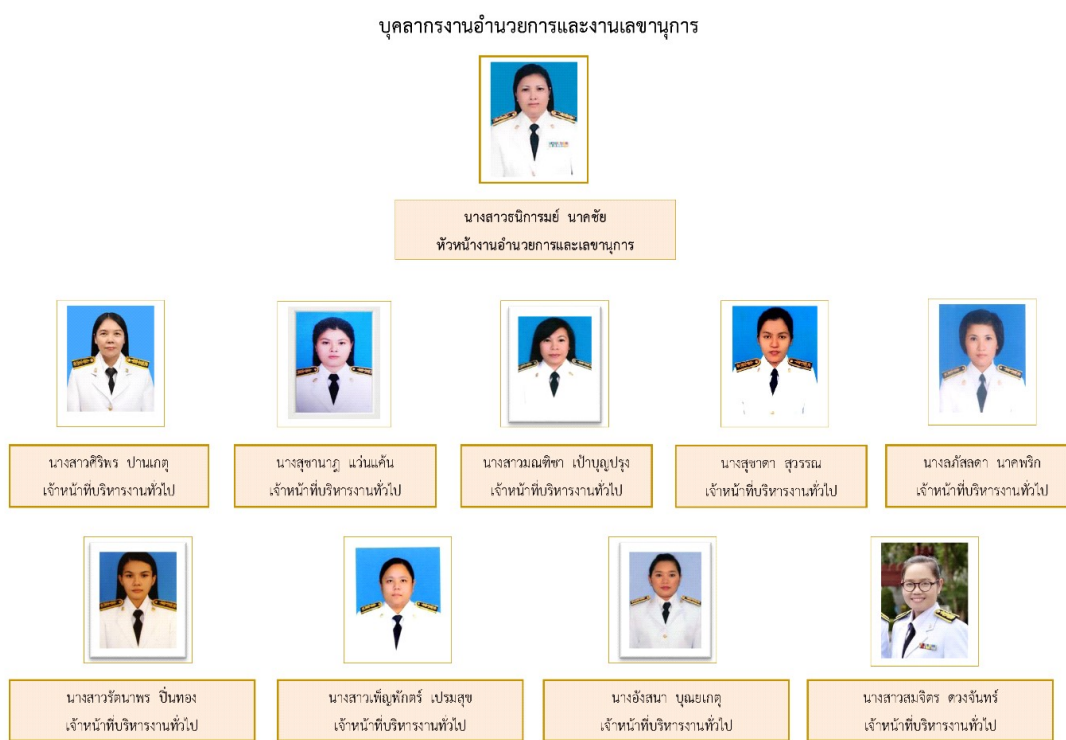 บุคลากรงานอำนวยการและงานเลขานุการ
นางสาวธนิการมย์ นาคชัย
หัวหน้างานอำนวยการและเลขานุการ
นางสาวศิริพร ปานเกตุ
เจ้าหน้าที่บริหารงานทั่วไป
นางสุชานาฎ แว่นแค้น
เจ้าหน้าที่บริหารงานทั่วไป
นางสาวมณฑิชา เป้าบุญปรุง
เจ้าหน้าที่บริหารงานทั่วไป
นางสุชาดา สุวรรณ
เจ้าหน้าที่บริหารงานทั่วไป
นางลภัสลดา นาคพริก
เจ้าหน้าที่บริหารงานทั่วไป
นางสาวรัตนาพร ปิ่นทอง
เจ้าหน้าที่บริหารงานทั่วไป
นางสาวเพ็ญพักตร์ เปรมสุข
เจ้าหน้าที่บริหารงานทั่วไป
นางอังสนา บุณยเกตุ
เจ้าหน้าที่บริหารงานทั่วไป
นางสาวสมจิตร ดวงจันทร์
เจ้าหน้าที่บริหารงานทั่วไป